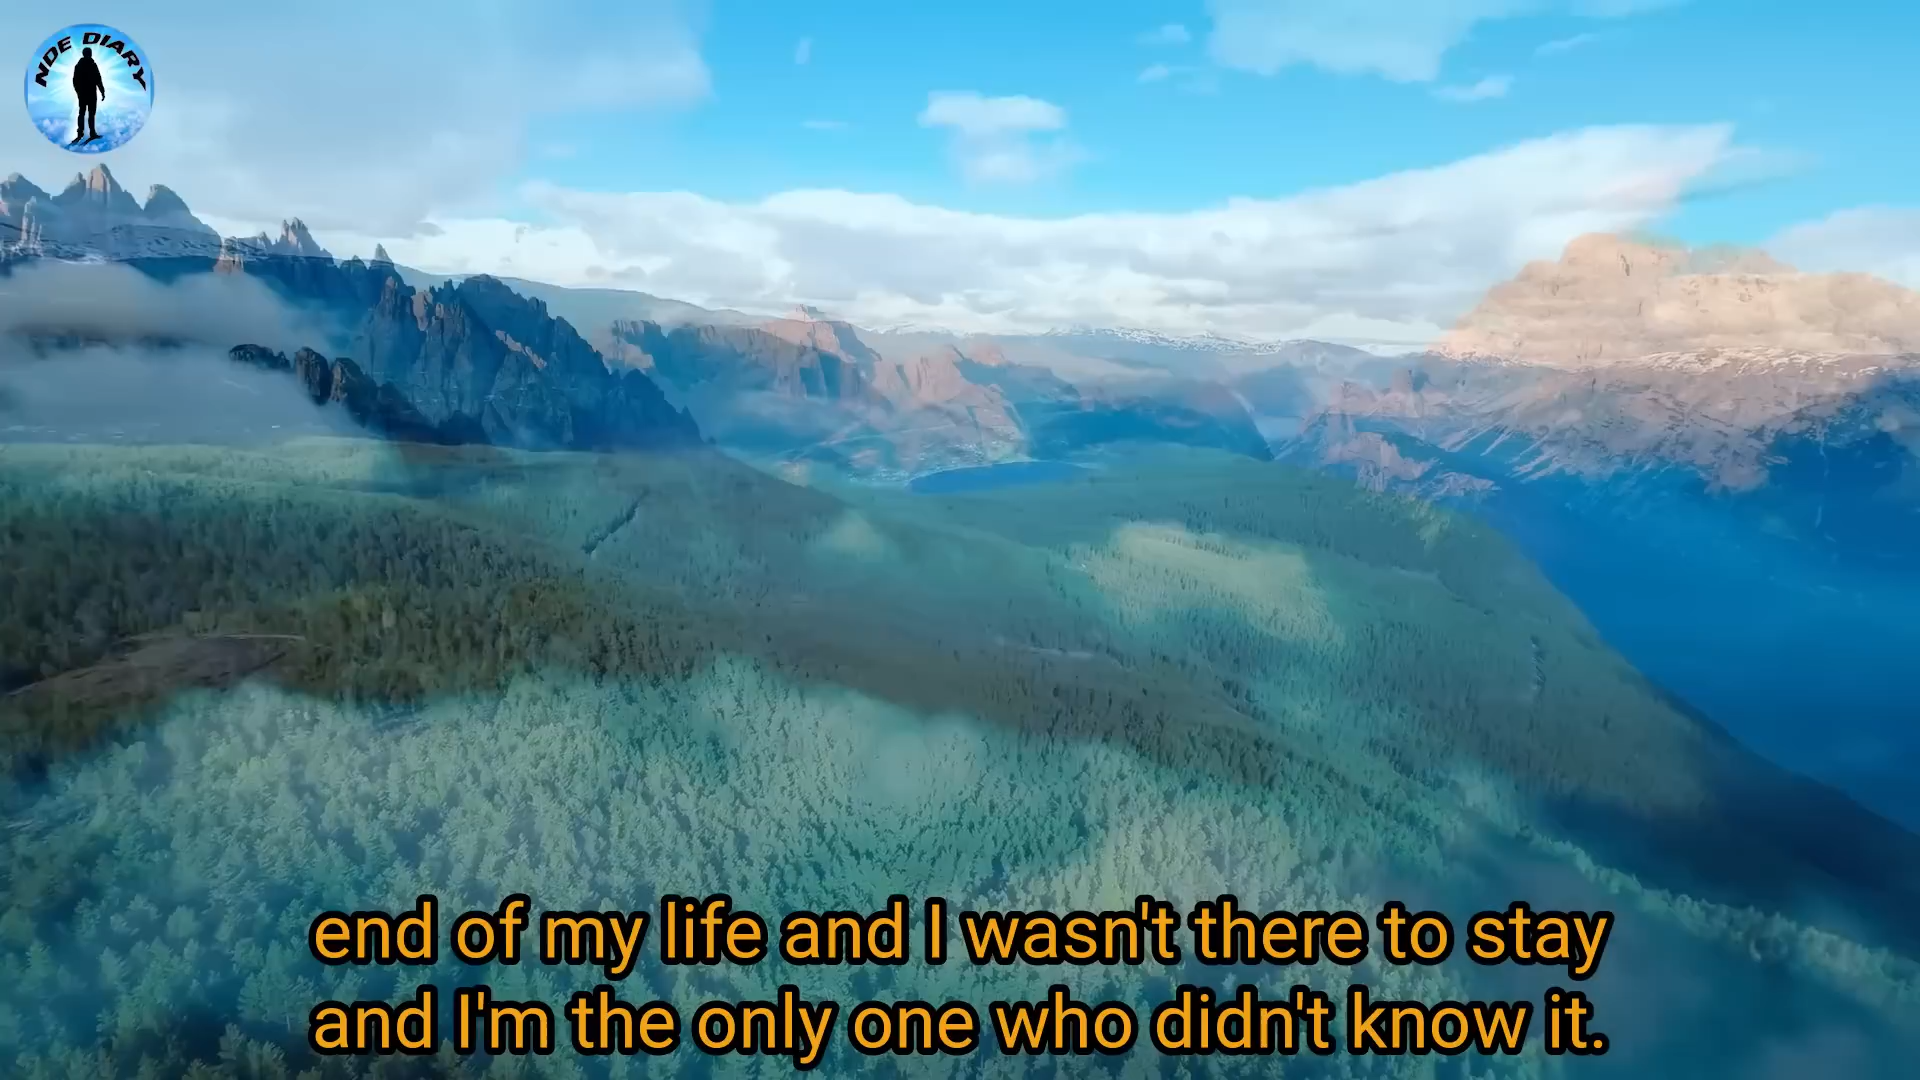 NDE DIARY
end of my life and I wasn't there to stay
and I'm the only one who didn't know it.